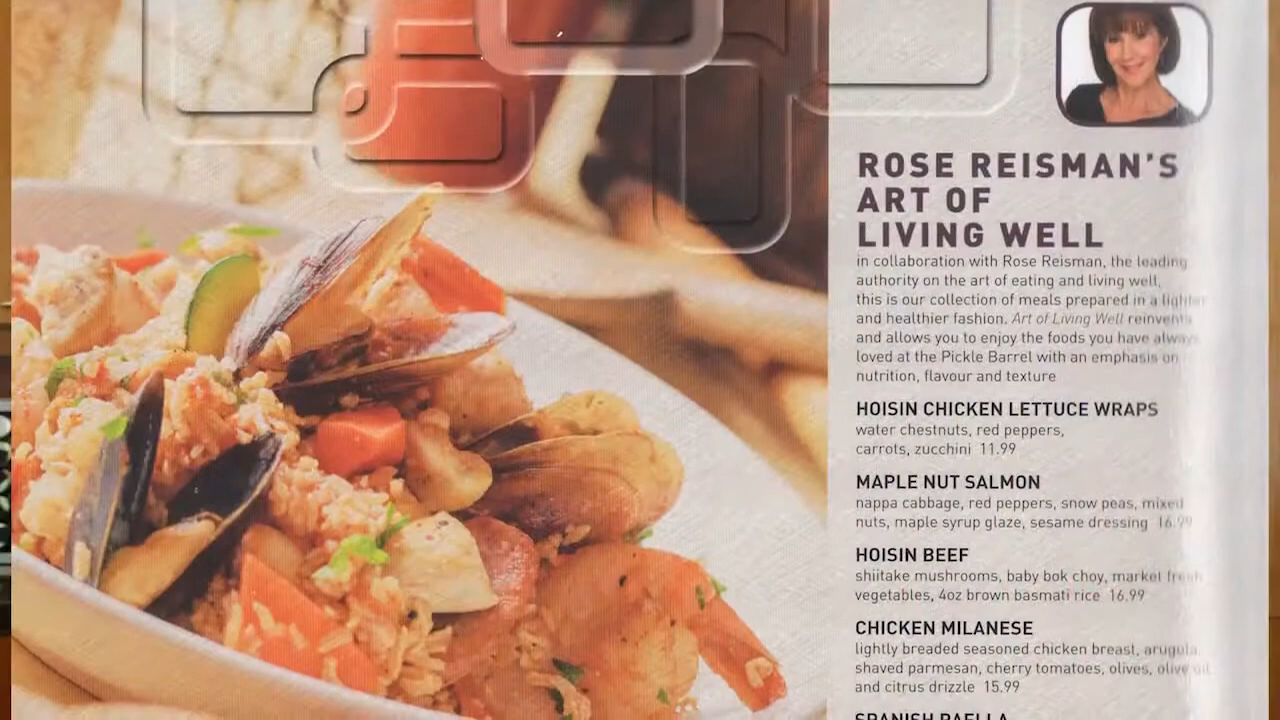 ROSE REISMAN'S
ART OF
LIVING WELL
in collaboration with Rose Reisman, the leading
authority on the art of eating and living well,
this is our collection of meals prepared in a lighter
and healthier fashion. Art of Living Well reinvents
and allows you to enjoy the foods you have always
loved at the Pickle Barrel with an emphasis on
nutrition, flavour and texture
HOISIN CHICKEN LETTUCE WRAPS
water chestnuts, red peppers,
carrots, zucchini 11.99
MAPLE NUT SALMON
nappa cabbage, red peppers, snow peas, mixed
nuts, maple syrup glaze, sesame dressing 16.99
HOISIN BEEF
shiitake mushrooms, baby bok choy, market fresh
vegetables, 4oz brown basmati rice 16.99
CHICKEN MILANESE
lightly breaded seasoned chicken breast, arugula,
shaved parmesan, cherry tomatoes, olives, olive oil
and citrus drizzle 15.99
SPANISH PAELLA